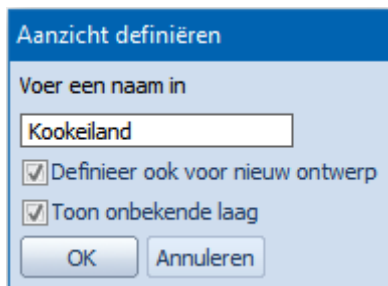 Aanzicht definiëren
Voer een naam in
Kookeiland
Definieer ook voor nieuw ontwerp
Toon onbekende laag
OK Annuleren